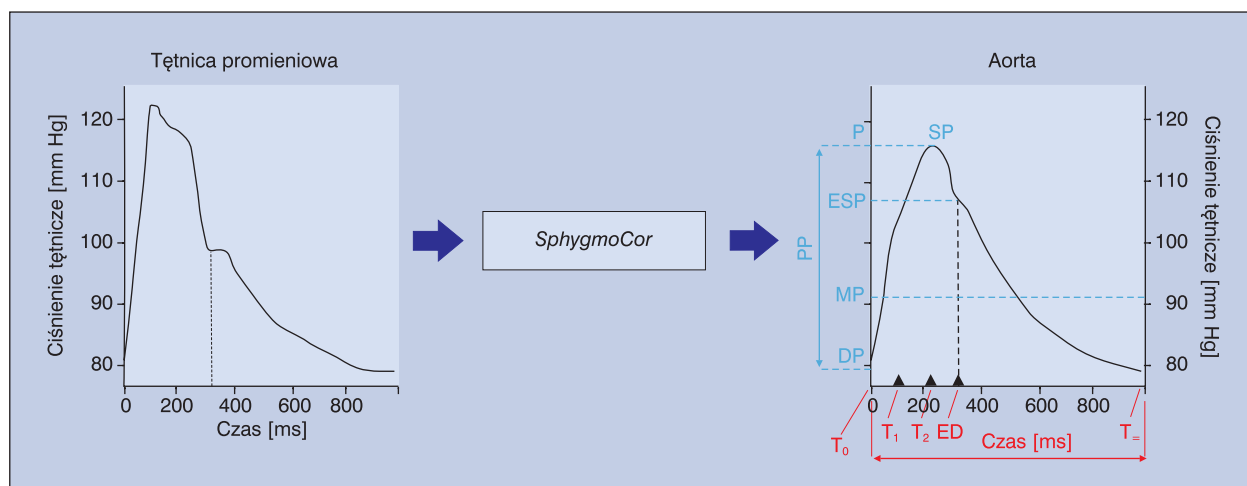 Tętnica promieniowa
Ciśnienie tętnicze [mm Hg]
120
110
100
90
80
0 200 400 600 800
Czas [ms]
SphygmoCor
Aorta
P SP
ESP
PP
MP
DP
120
110
100
90
80
Ciśnienie tętnicze [mm Hg]
0 200 400 600 800
T₀ T₁ T₂ ED T₌
Czas [ms]